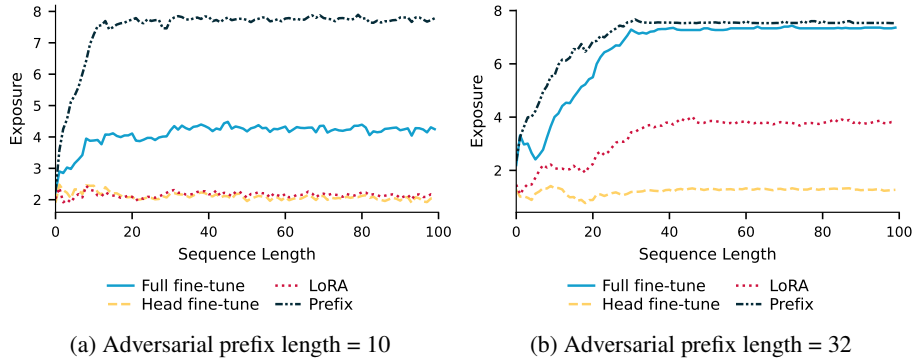 8
7
6
5
4
3
2
Exposure
0
20
40
60
80
100
Sequence Length
Full fine-tune
LoRA
Head fine-tune
Prefix
(a) Adversarial prefix length = 10
8
6
4
2
Exposure
0
20
40
60
80
100
Sequence Length
Full fine-tune
LoRA
Head fine-tune
Prefix
(b) Adversarial prefix length = 32